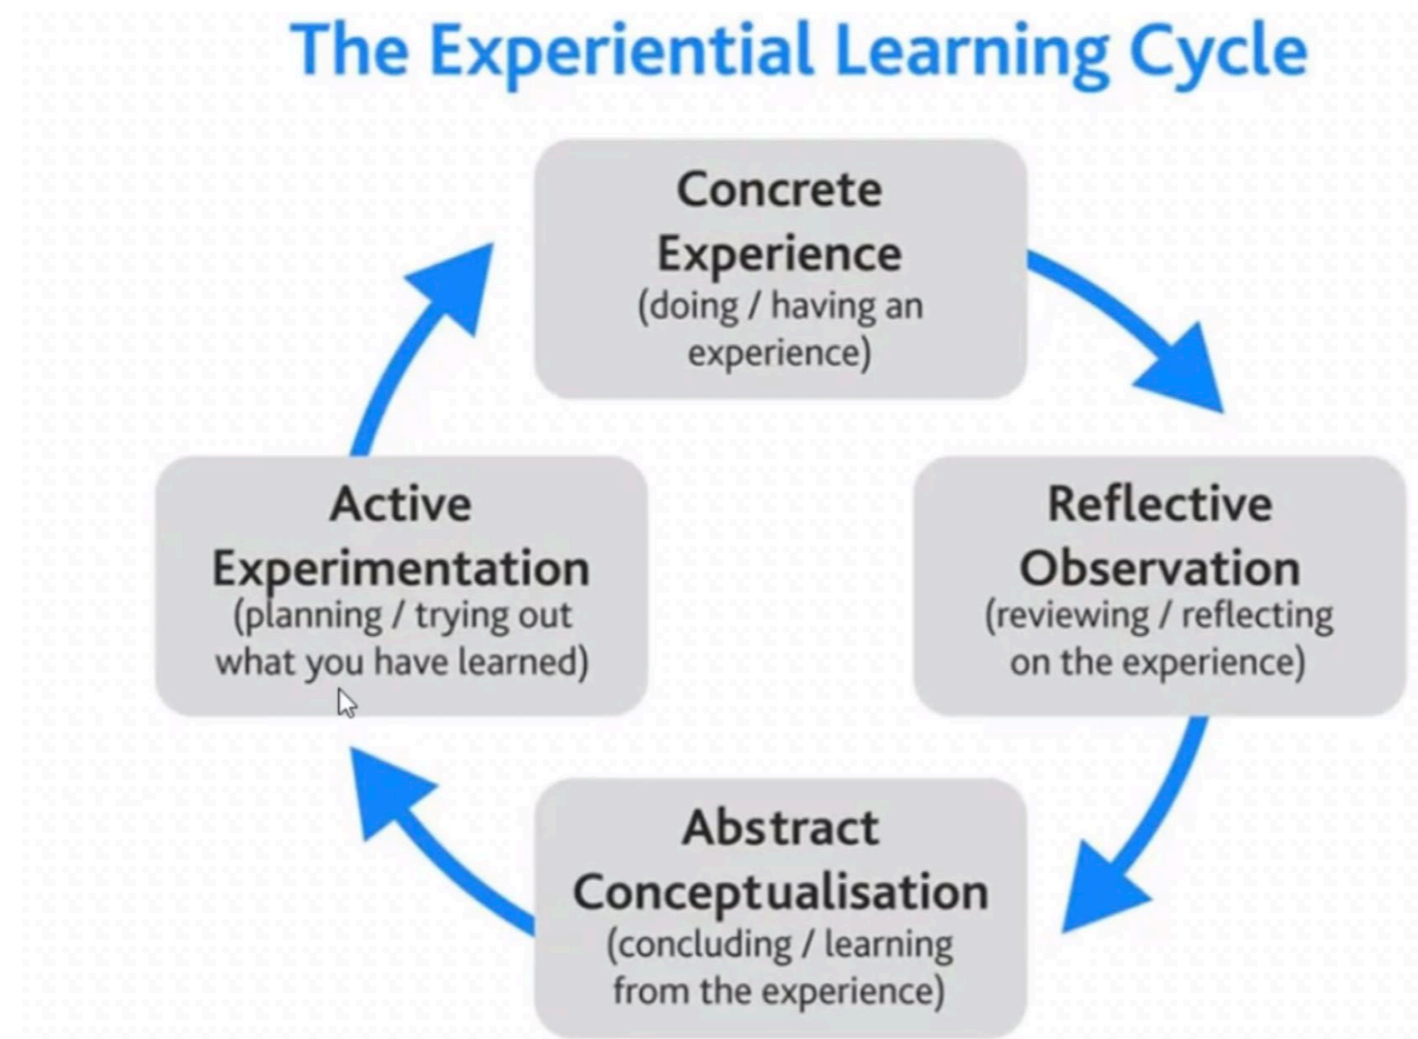 The Experiential Learning Cycle
Concrete
Experience
(doing / having an
experience)
Active
Experimentation
(planning / trying out
what you have learned)
Reflective
Observation
(reviewing / reflecting
on the experience)
Abstract
Conceptualisation
(concluding / learning
from the experience)